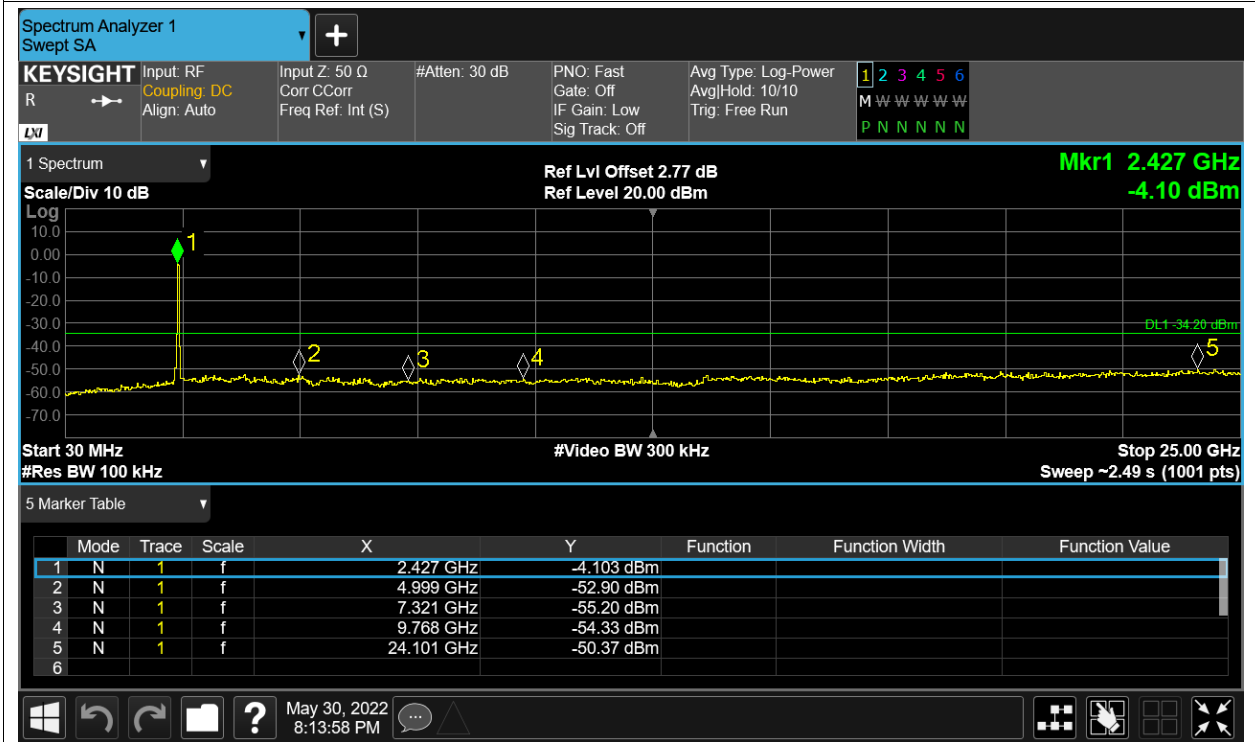 Spectrum Analyzer 1
Swept SA
+
KEYSIGHT
R
LXI
Input: RF
Coupling: DC
Align: Auto
Input Z: 50 Ω
Corr CCorr
Freq Ref: Int (S)
#Atten: 30 dB
PNO: Fast
Gate: Off
IF Gain: Low
Sig Track: Off
Avg Type: Log-Power
Avg|Hold: 10/10
Trig: Free Run
1 2 3 4 5 6
M W W W W W
P N N N N N
1 Spectrum
Scale/Div 10 dB
Ref Lvl Offset 2.77 dB
Ref Level 20.00 dBm
Mkr1 2.427 GHz
-4.10 dBm
Log
10.0
0.00
-10.0
-20.0
-30.0
-40.0
-50.0
-60.0
-70.0
1
2
3
4
5
DL1 -34.20 dBm
Start 30 MHz
#Res BW 100 kHz
#Video BW 300 kHz
Stop 25.00 GHz
Sweep ~2.49 s (1001 pts)
5 Marker Table
Mode Trace Scale X Y Function Function Width Function Value
1 N 1 f 2.427 GHz -4.103 dBm
2 N 1 f 4.999 GHz -52.90 dBm
3 N 1 f 7.321 GHz -55.20 dBm
4 N 1 f 9.768 GHz -54.33 dBm
5 N 1 f 24.101 GHz -50.37 dBm
6
?
May 30, 2022
8:13:58 PM